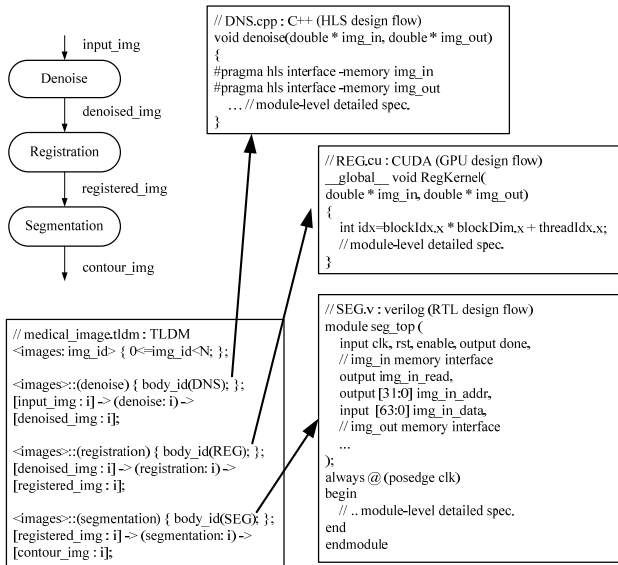 input_img
Denoise
denoised_img
Registration
registered_img
Segmentation
contour_img
// DNS.cpp : C++ (HLS design flow)
void denoise(double * img_in, double * img_out)
{
#pragma hls interface -memory img_in
#pragma hls interface -memory img_out
… // module-level detailed spec.
}
// REG.cu : CUDA (GPU design flow)
__global__ void RegKernel(
double * img_in, double * img_out)
{
int idx=blockIdx.x * blockDim.x + threadIdx.x;
// module-level detailed spec.
}
// medical_image.tldm : TLDM
<images: img_id> { 0<=img_id<N; };
<images>::(denoise) { body_id(DNS); };
[input_img : i] -> (denoise: i) ->
[denoised_img : i];
<images>::(registration) { body_id(REG); };
[denoised_img : i] -> (registration: i) ->
[registered_img : i];
<images>::(segmentation) { body_id(SEG); };
[registered_img : i] -> (segmentation: i) ->
[contour_img : i];
// SEG.v : verilog (RTL design flow)
module seg_top (
input clk, rst, enable, output done,
// img_in memory interface
output img_in_read,
output [31:0] img_in_addr,
input [63:0] img_in_data,
// img_out memory interface
...
);
always @ (posedge clk)
begin
// .. module-level detailed spec.
end
endmodule